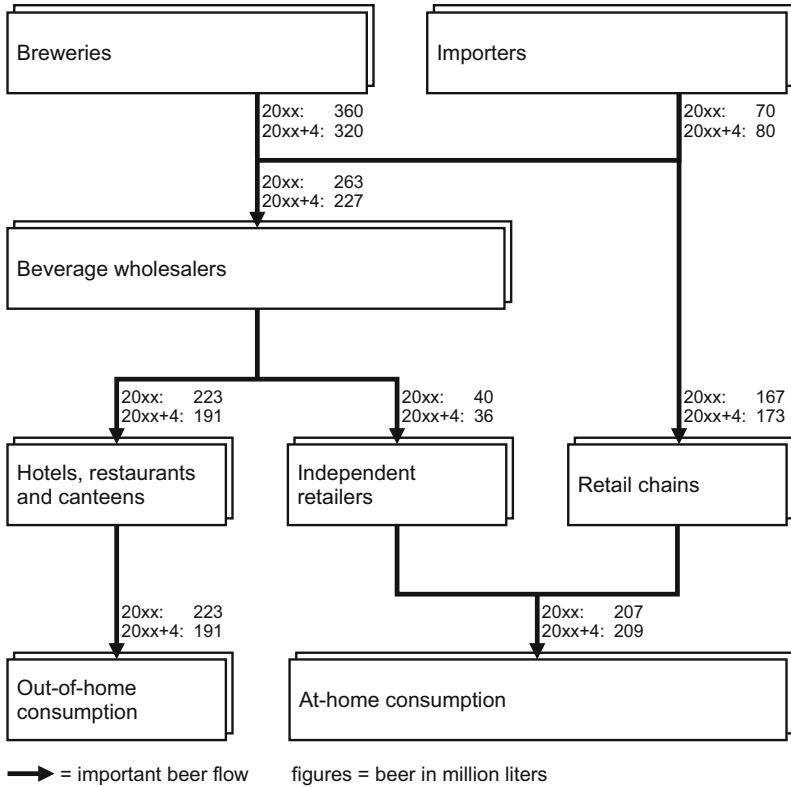 Breweries
Importers
20xx: 360
20xx+4: 320
20xx: 70
20xx+4: 80
20xx: 263
20xx+4: 227
Beverage wholesalers
20xx: 223
20xx+4: 191
20xx: 40
20xx+4: 36
20xx: 167
20xx+4: 173
Hotels, restaurants
and canteens
Independent
retailers
Retail chains
20xx: 223
20xx+4: 191
20xx: 207
20xx+4: 209
Out-of-home
consumption
At-home consumption
= important beer flow
figures = beer in million liters